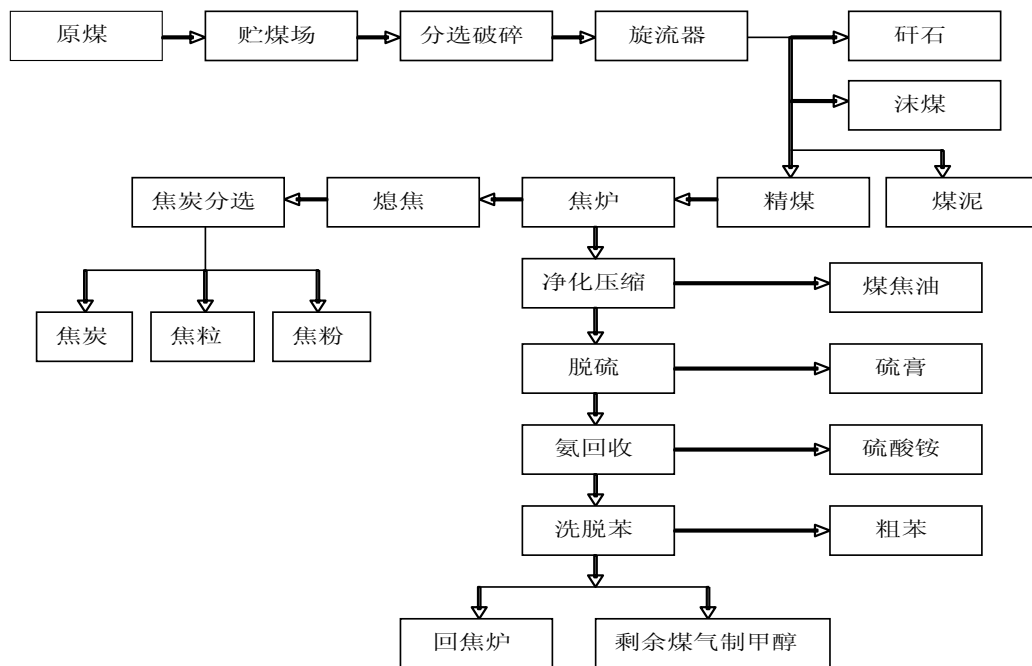 原煤
贮煤场
分选破碎
旋流器
矸石
沫煤
焦炭分选
熄焦
焦炉
精煤
煤泥
净化压缩
煤焦油
焦炭
焦粒
焦粉
脱硫
硫膏
氨回收
硫酸铵
洗脱苯
粗苯
回焦炉
剩余煤气制甲醇